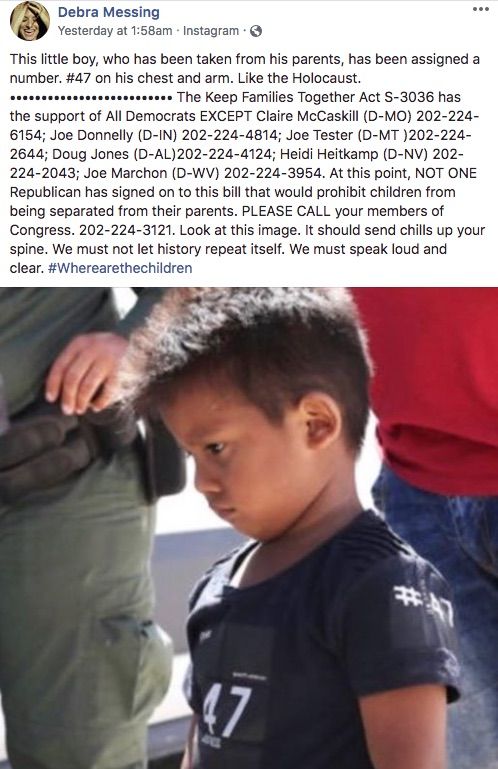 Debra Messing
Yesterday at 1:58am · Instagram ·
This little boy, who has been taken from his parents, has been assigned a
number. #47 on his chest and arm. Like the Holocaust.
•••••••••••••••••••••••••• The Keep Families Together Act S-3036 has
the support of All Democrats EXCEPT Claire McCaskill (D-MO) 202-224-
6154; Joe Donnelly (D-IN) 202-224-4814; Joe Tester (D-MT )202-224-
2644; Doug Jones (D-AL)202-224-4124; Heidi Heitkamp (D-NV) 202-
224-2043; Joe Marchon (D-WV) 202-224-3954. At this point, NOT ONE
Republican has signed on to this bill that would prohibit children from
being separated from their parents. PLEASE CALL your members of
Congress. 202-224-3121. Look at this image. It should send chills up your
spine. We must not let history repeat itself. We must speak loud and
clear. #Wherearethechildren
#47
47